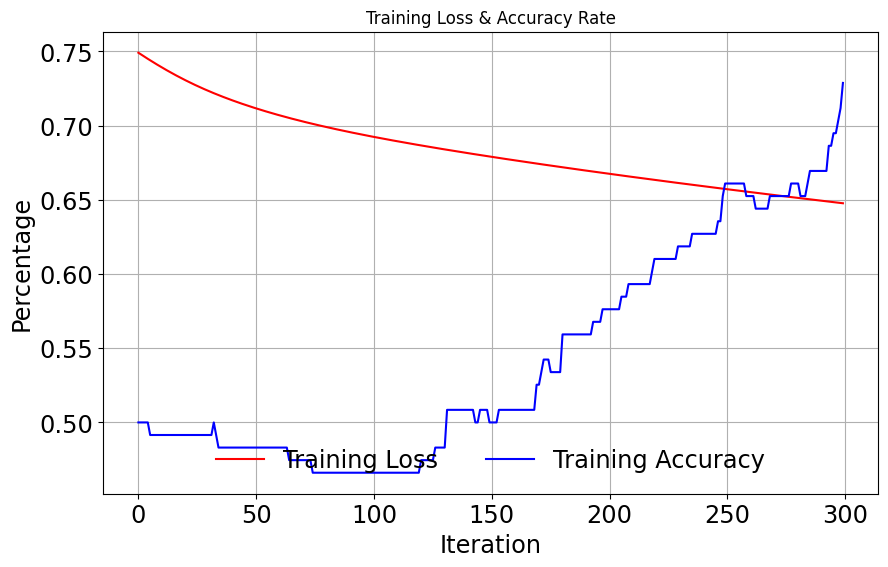 Training Loss & Accuracy Rate
0.75
0.70
0.65
0.60
0.55
0.50
Percentage
Training Loss
Training Accuracy
0
50
100
150
200
250
300
Iteration